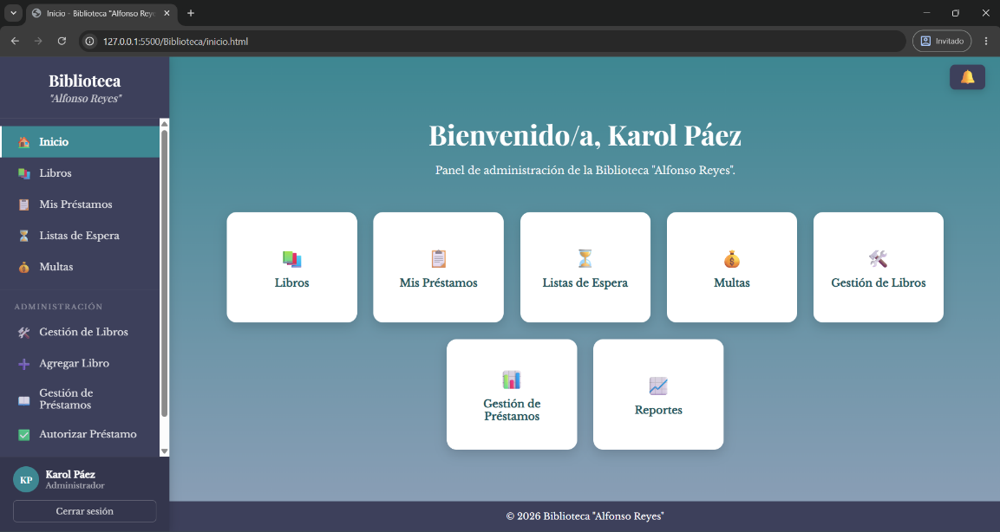 Inicio - Biblioteca "Alfonso Rey
127.0.0.1:5500/Biblioteca/inicio.html
Invitado
Biblioteca
"Alfonso Reyes"
Inicio
Libros
Mis Préstamos
Listas de Espera
Multas
ADMINISTRACIÓN
Gestión de Libros
Agregar Libro
Gestión de
Préstamos
Autorizar Préstamo
KP
Karol Páez
Administrador
Cerrar sesión
Bienvenido/a, Karol Páez
Panel de administración de la Biblioteca "Alfonso Reyes".
Libros
Mis Préstamos
Listas de Espera
Multas
Gestión de Libros
Gestión de
Préstamos
Reportes
© 2026 Biblioteca "Alfonso Reyes"